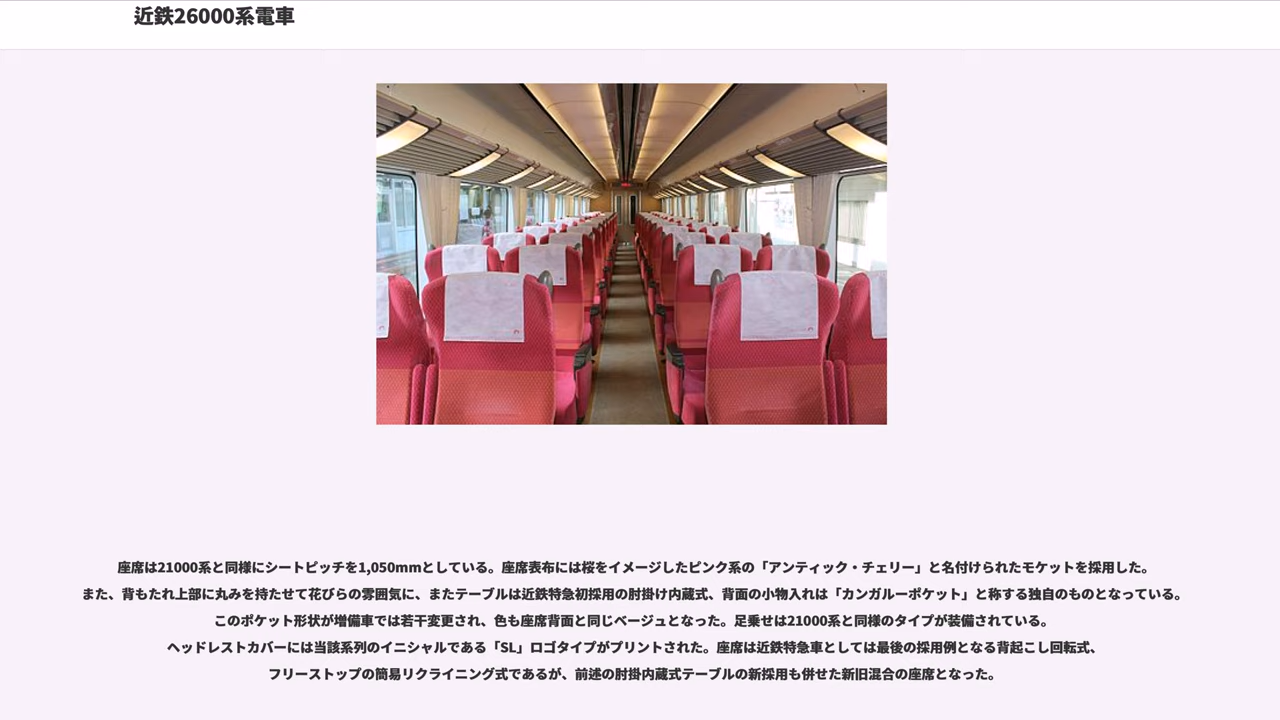 近鉄26000系電車
座席は21000系と同様にシートピッチを1,050mmとしている。座席表布には桜をイメージしたピンク系の「アンティック・チェリー」と名付けられたモケットを採用した。
また、背もたれ上部に丸みを持たせて花びらの雰囲気に、またテーブルは近鉄特急初採用の肘掛け内蔵式、背面の小物入れは「カンガルーポケット」と称する独自のものとなっている。
このポケット形状が増備車では若干変更され、色も座席背面と同じベージュとなった。足乗せは21000系と同様のタイプが装備されている。
ヘッドレストカバーには当該系列のイニシャルである「SL」ロゴタイプがプリントされた。座席は近鉄特急車としては最後の採用例となる背起こし回転式、
フリーストップの簡易リクライニング式であるが、前述の肘掛内蔵式テーブルの新採用も併せた新旧混合の座席となった。